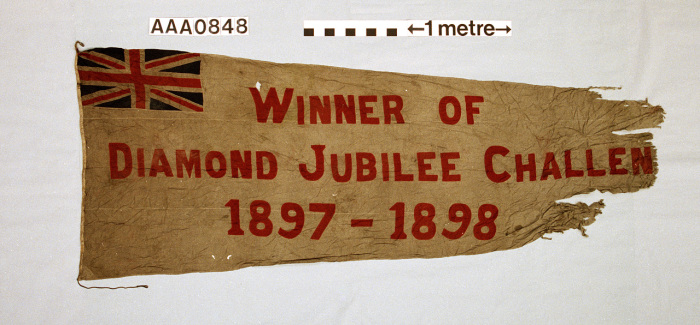 AAA0848
←1 metre→
WINNER OF
DIAMOND JUBILEE CHALLEN
1897-1898